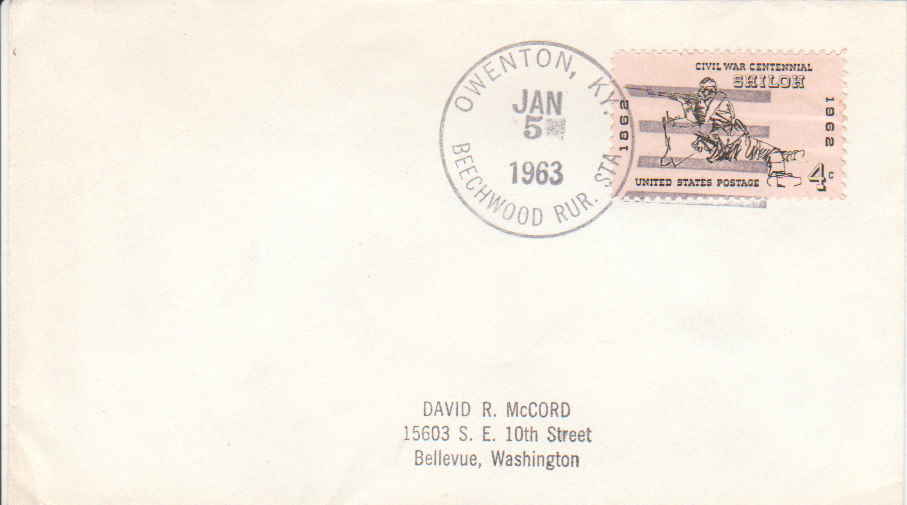 OWENTON, KY.
JAN
5
1963
BEECHWOOD RUR. STA
CIVIL WAR CENTENNIAL
SHILOH
1862
1962
UNITED STATES POSTAGE
4c
DAVID R. McCORD
15603 S. E. 10th Street
Bellevue, Washington